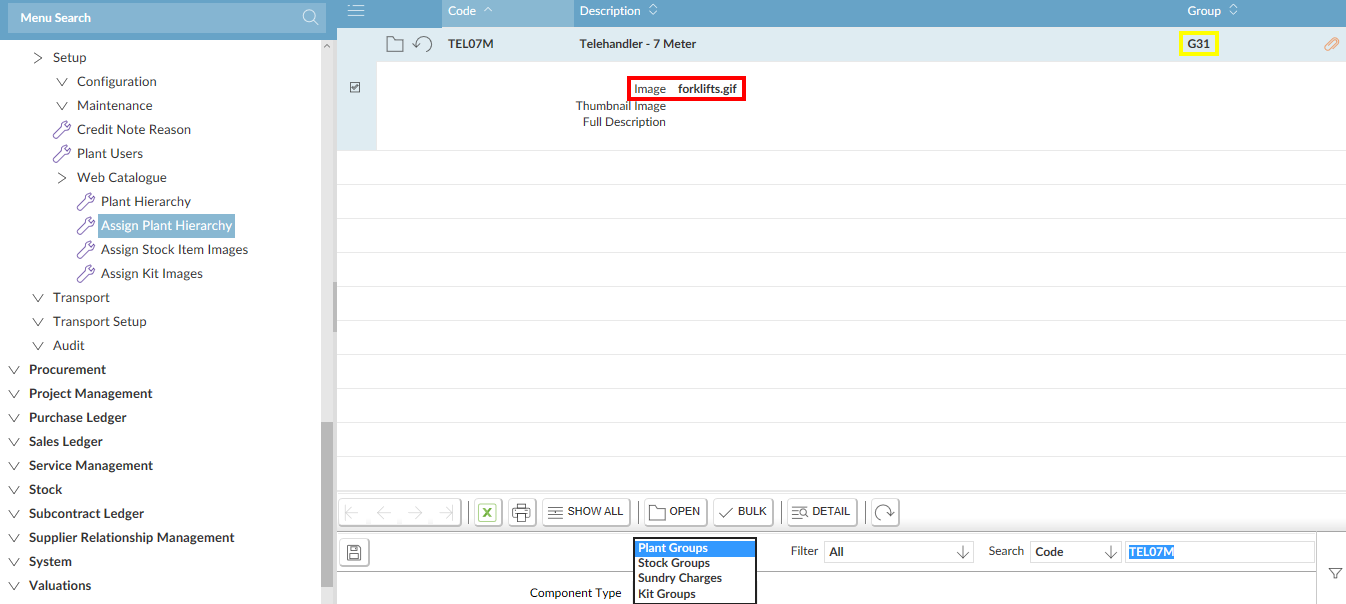 Menu Search
Setup
Configuration
Maintenance
Credit Note Reason
Plant Users
Web Catalogue
Plant Hierarchy
Assign Plant Hierarchy
Assign Stock Item Images
Assign Kit Images
Transport
Transport Setup
Audit
Procurement
Project Management
Purchase Ledger
Sales Ledger
Service Management
Stock
Subcontract Ledger
Supplier Relationship Management
System
Valuations
Code Description Group
TEL07M Telehandler - 7 Meter G31
Image forklifts.gif
Thumbnail Image
Full Description
SHOW ALL OPEN BULK DETAIL
Component Type
Plant Groups
Stock Groups
Sundry Charges
Kit Groups
Filter All Search Code TEL07M